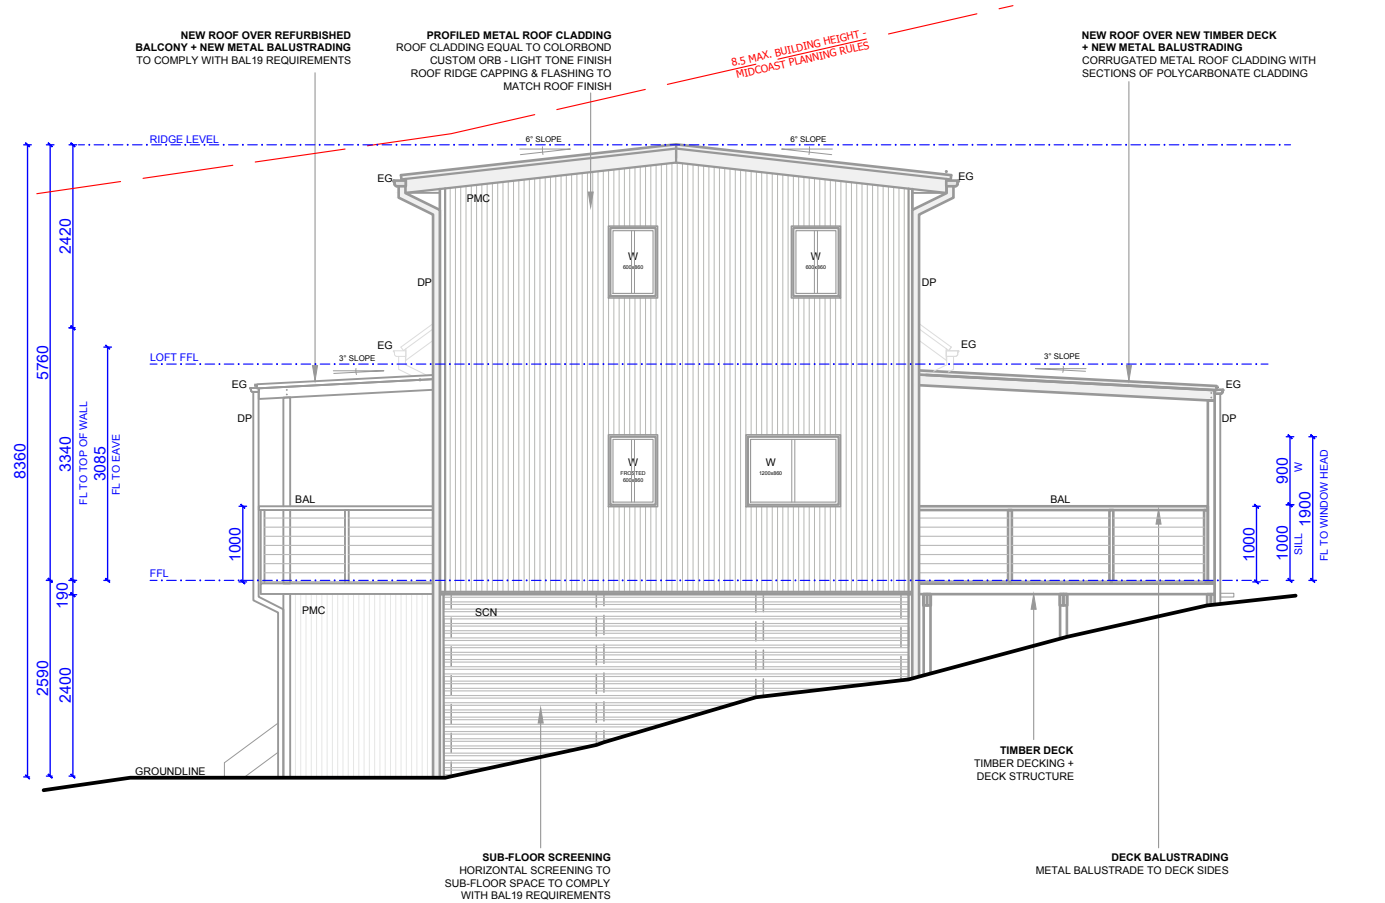 NEW ROOF OVER REFURBISHED
BALCONY + NEW METAL BALUSTRADING
TO COMPLY WITH BAL19 REQUIREMENTS
PROFILED METAL ROOF CLADDING
ROOF CLADDING EQUAL TO COLORBOND
CUSTOM ORB - LIGHT TONE FINISH
ROOF RIDGE CAPPING & FLASHING TO
MATCH ROOF FINISH
8.5 MAX. BUILDING HEIGHT -
MIDCOAST PLANNING RULES
NEW ROOF OVER NEW TIMBER DECK
+ NEW METAL BALUSTRADING
CORRUGATED METAL ROOF CLADDING WITH
SECTIONS OF POLYCARBONATE CLADDING
RIDGE LEVEL
6° SLOPE
6° SLOPE
EG
EG
PMC
2420
W
600x860
W
600x860
DP
DP
EG
EG
LOFT FFL
3° SLOPE
3° SLOPE
5760
EG
EG
DP
DP
8360
3340
FL TO TOP OF WALL
3085
FL TO EAVE
W
FROSTED
600x860
W
1200x860
900
W
1900
FL TO WINDOW HEAD
BAL
BAL
1000
1000
1000
SILL
FFL
190
PMC
SCN
2590
2400
GROUNDLINE
TIMBER DECK
TIMBER DECKING +
DECK STRUCTURE
SUB-FLOOR SCREENING
HORIZONTAL SCREENING TO
SUB-FLOOR SPACE TO COMPLY
WITH BAL19 REQUIREMENTS
DECK BALUSTRADING
METAL BALUSTRADE TO DECK SIDES